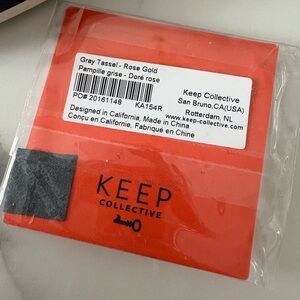 Gray Tassel - Rose Gold
Pampille grise - Doré rose
PO# 20161148 KA154R
Keep Collective
San Bruno,CA(USA)
Rotterdam, NL
www.keep-collective.com
Designed in California, Made in China
Conçu en Californie, Fabriqué en Chine
KEEP
COLLECTIVE